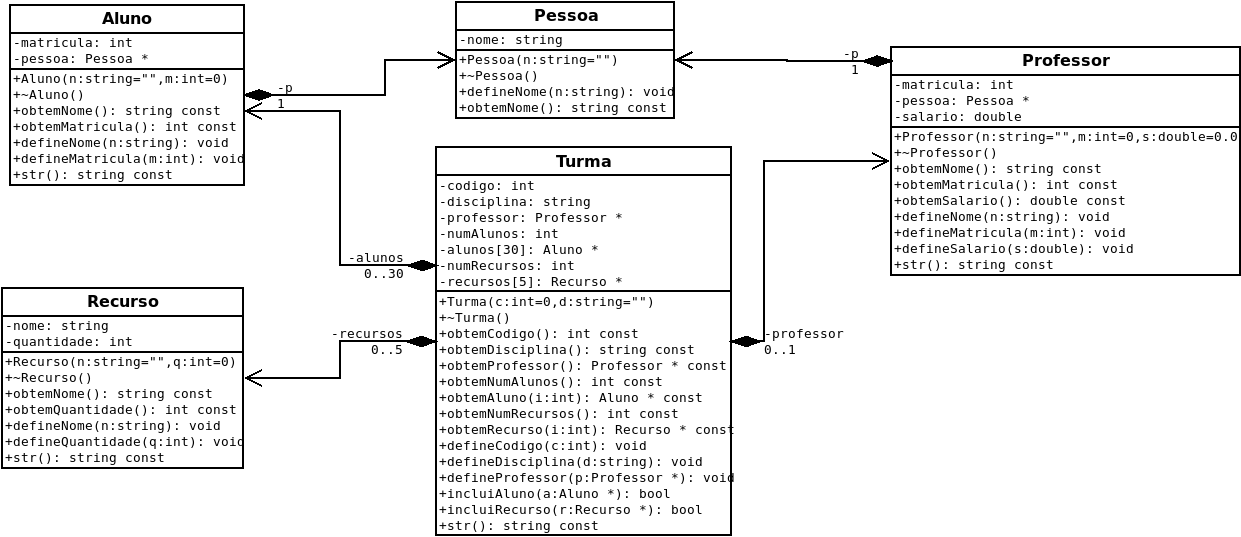 Aluno
-matricula: int
-pessoa: Pessoa *
+Aluno(n:string="",m:int=0)
+~Aluno()
+obtemNome(): string const
+obtemMatricula(): int const
+defineNome(n:string): void
+defineMatricula(m:int): void
+str(): string const
-p
1
Pessoa
-nome: string
+Pessoa(n:string="")
+~Pessoa()
+defineNome(n:string): void
+obtemNome(): string const
-p
1
Professor
-matricula: int
-pessoa: Pessoa *
-salario: double
+Professor(n:string="",m:int=0,s:double=0.0
+~Professor()
+obtemNome(): string const
+obtemMatricula(): int const
+obtemSalario(): double const
+defineNome(n:string): void
+defineMatricula(m:int): void
+defineSalario(s:double): void
+str(): string const
Turma
-codigo: int
-disciplina: string
-professor: Professor *
-numAlunos: int
-alunos[30]: Aluno *
-numRecursos: int
-recursos[5]: Recurso *
+Turma(c:int=0,d:string="")
+~Turma()
+obtemCodigo(): int const
+obtemDisciplina(): string const
+obtemProfessor(): Professor * const
+obtemNumAlunos(): int const
+obtemAluno(i:int): Aluno * const
+obtemNumRecursos(): int const
+obtemRecurso(i:int): Recurso * const
+defineCodigo(c:int): void
+defineDisciplina(d:string): void
+defineProfessor(p:Professor *): void
+incluiAluno(a:Aluno *): bool
+incluiRecurso(r:Recurso *): bool
+str(): string const
-alunos
0..30
-recursos
0..5
-professor
0..1
Recurso
-nome: string
-quantidade: int
+Recurso(n:string="",q:int=0)
+~Recurso()
+obtemNome(): string const
+obtemQuantidade(): int const
+defineNome(n:string): void
+defineQuantidade(q:int): void
+str(): string const